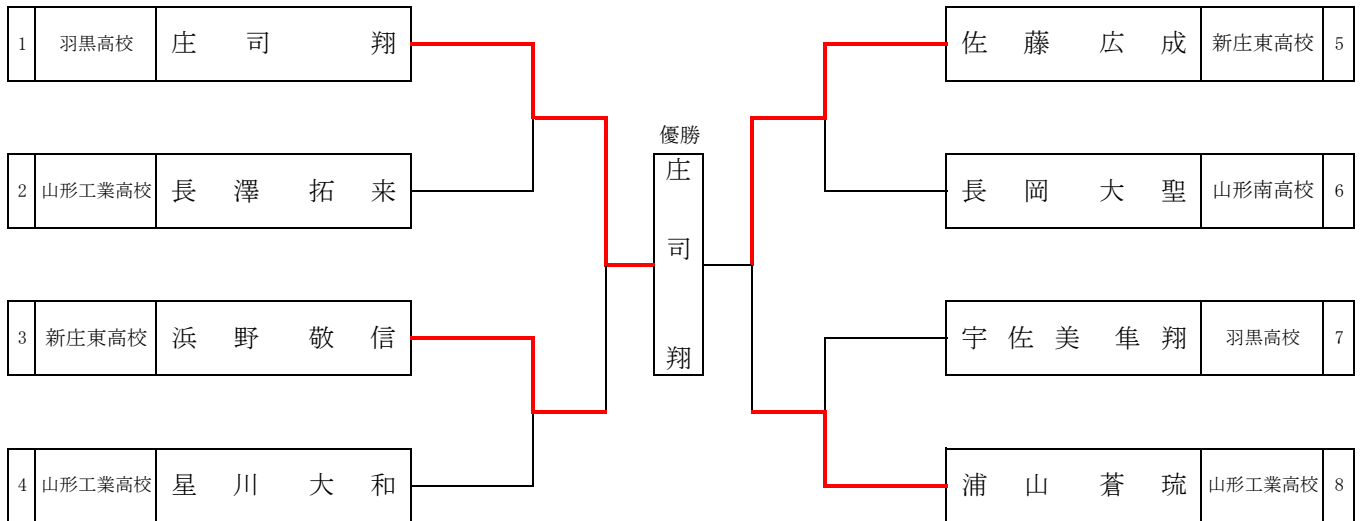 1 羽黒高校 庄司 翔
2 山形工業高校 長澤 拓来
3 新庄東高校 浜野 敬信
4 山形工業高校 星川 大和
優勝
庄司 翔
佐藤 広成 新庄東高校 5
長岡 大聖 山形南高校 6
宇佐美 隼翔 羽黒高校 7
浦山 蒼琉 山形工業高校 8